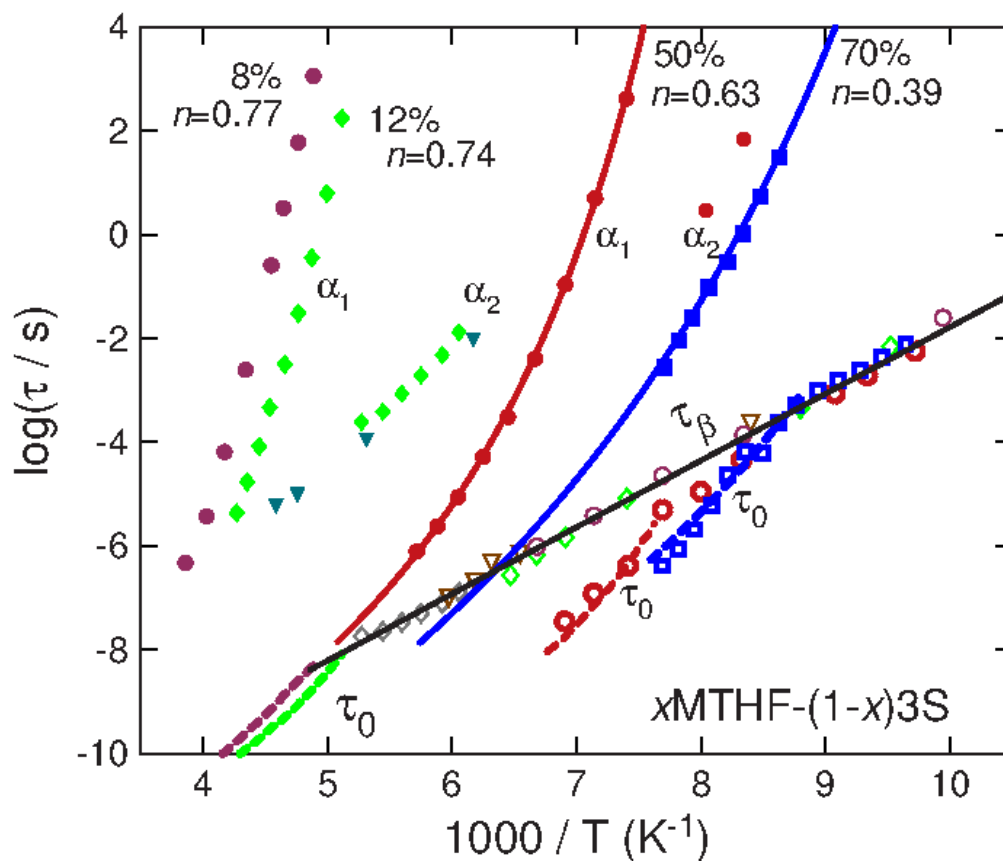 4
2
0
-2
-4
-6
-8
-10
log(τ / s)
8%
n=0.77
12%
n=0.74
50%
n=0.63
70%
n=0.39
α1
α2
α1
α2
τβ
τ0
τ0
τ0
xMTHF-(1-x)3S
4 5 6 7 8 9 10
1000 / T (K⁻¹)